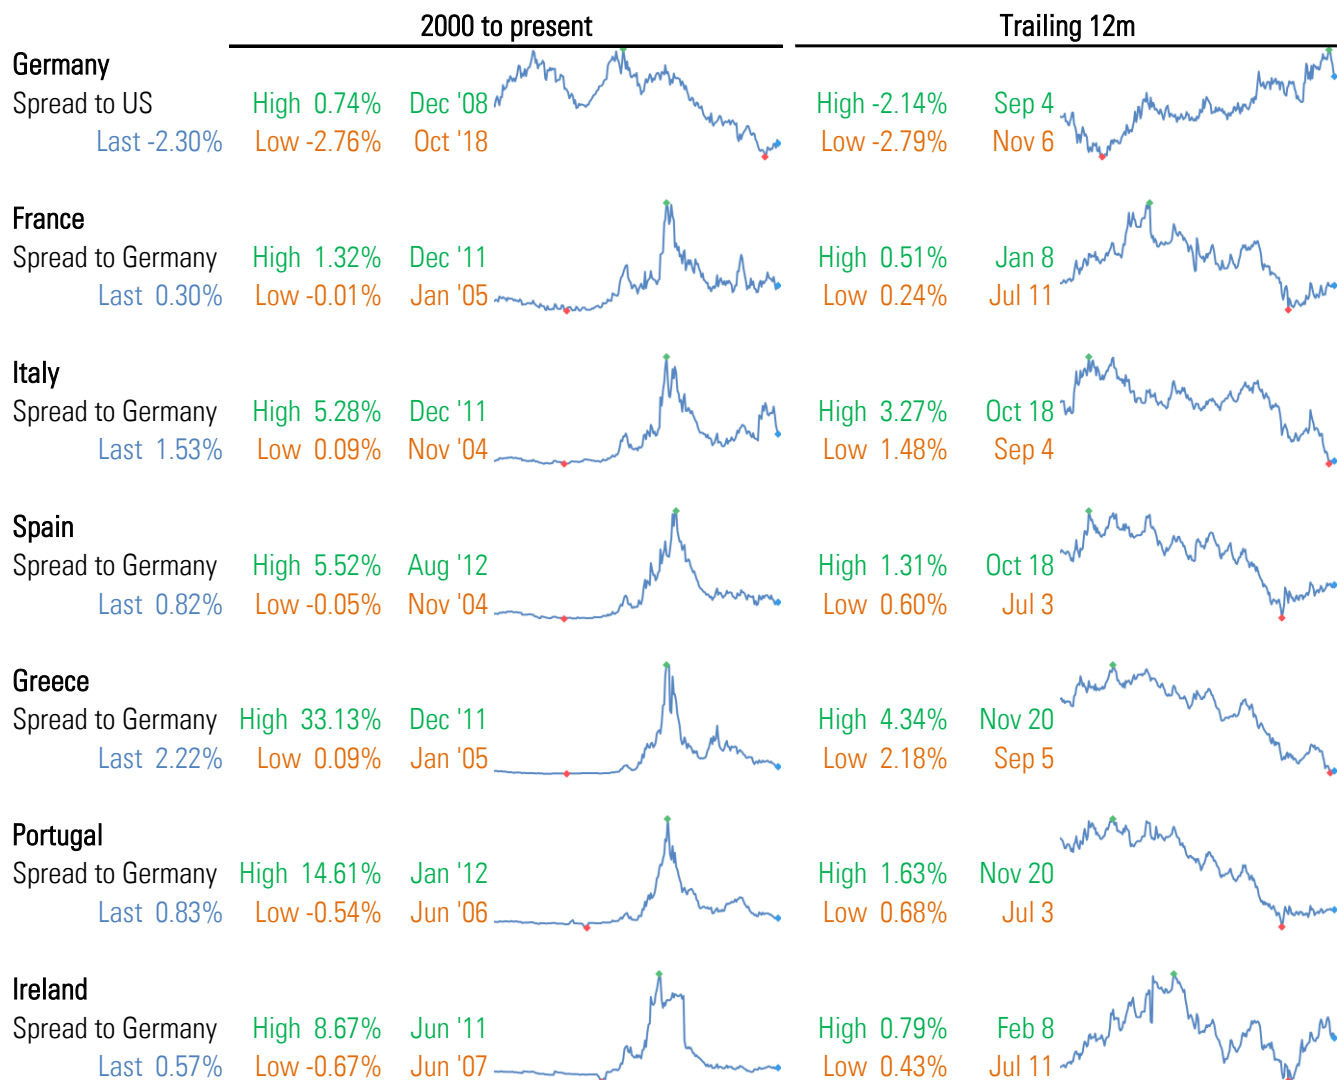 2000 to present Trailing 12m
Germany
Spread to US High 0.74% Dec '08 High -2.14% Sep 4
Last -2.30% Low -2.76% Oct '18 Low -2.79% Nov 6
France
Spread to Germany High 1.32% Dec '11 High 0.51% Jan 8
Last 0.30% Low -0.01% Jan '05 Low 0.24% Jul 11
Italy
Spread to Germany High 5.28% Dec '11 High 3.27% Oct 18
Last 1.53% Low 0.09% Nov '04 Low 1.48% Sep 4
Spain
Spread to Germany High 5.52% Aug '12 High 1.31% Oct 18
Last 0.82% Low -0.05% Nov '04 Low 0.60% Jul 3
Greece
Spread to Germany High 33.13% Dec '11 High 4.34% Nov 20
Last 2.22% Low 0.09% Jan '05 Low 2.18% Sep 5
Portugal
Spread to Germany High 14.61% Jan '12 High 1.63% Nov 20
Last 0.83% Low -0.54% Jun '06 Low 0.68% Jul 3
Ireland
Spread to Germany High 8.67% Jun '11 High 0.79% Feb 8
Last 0.57% Low -0.67% Jun '07 Low 0.43% Jul 11